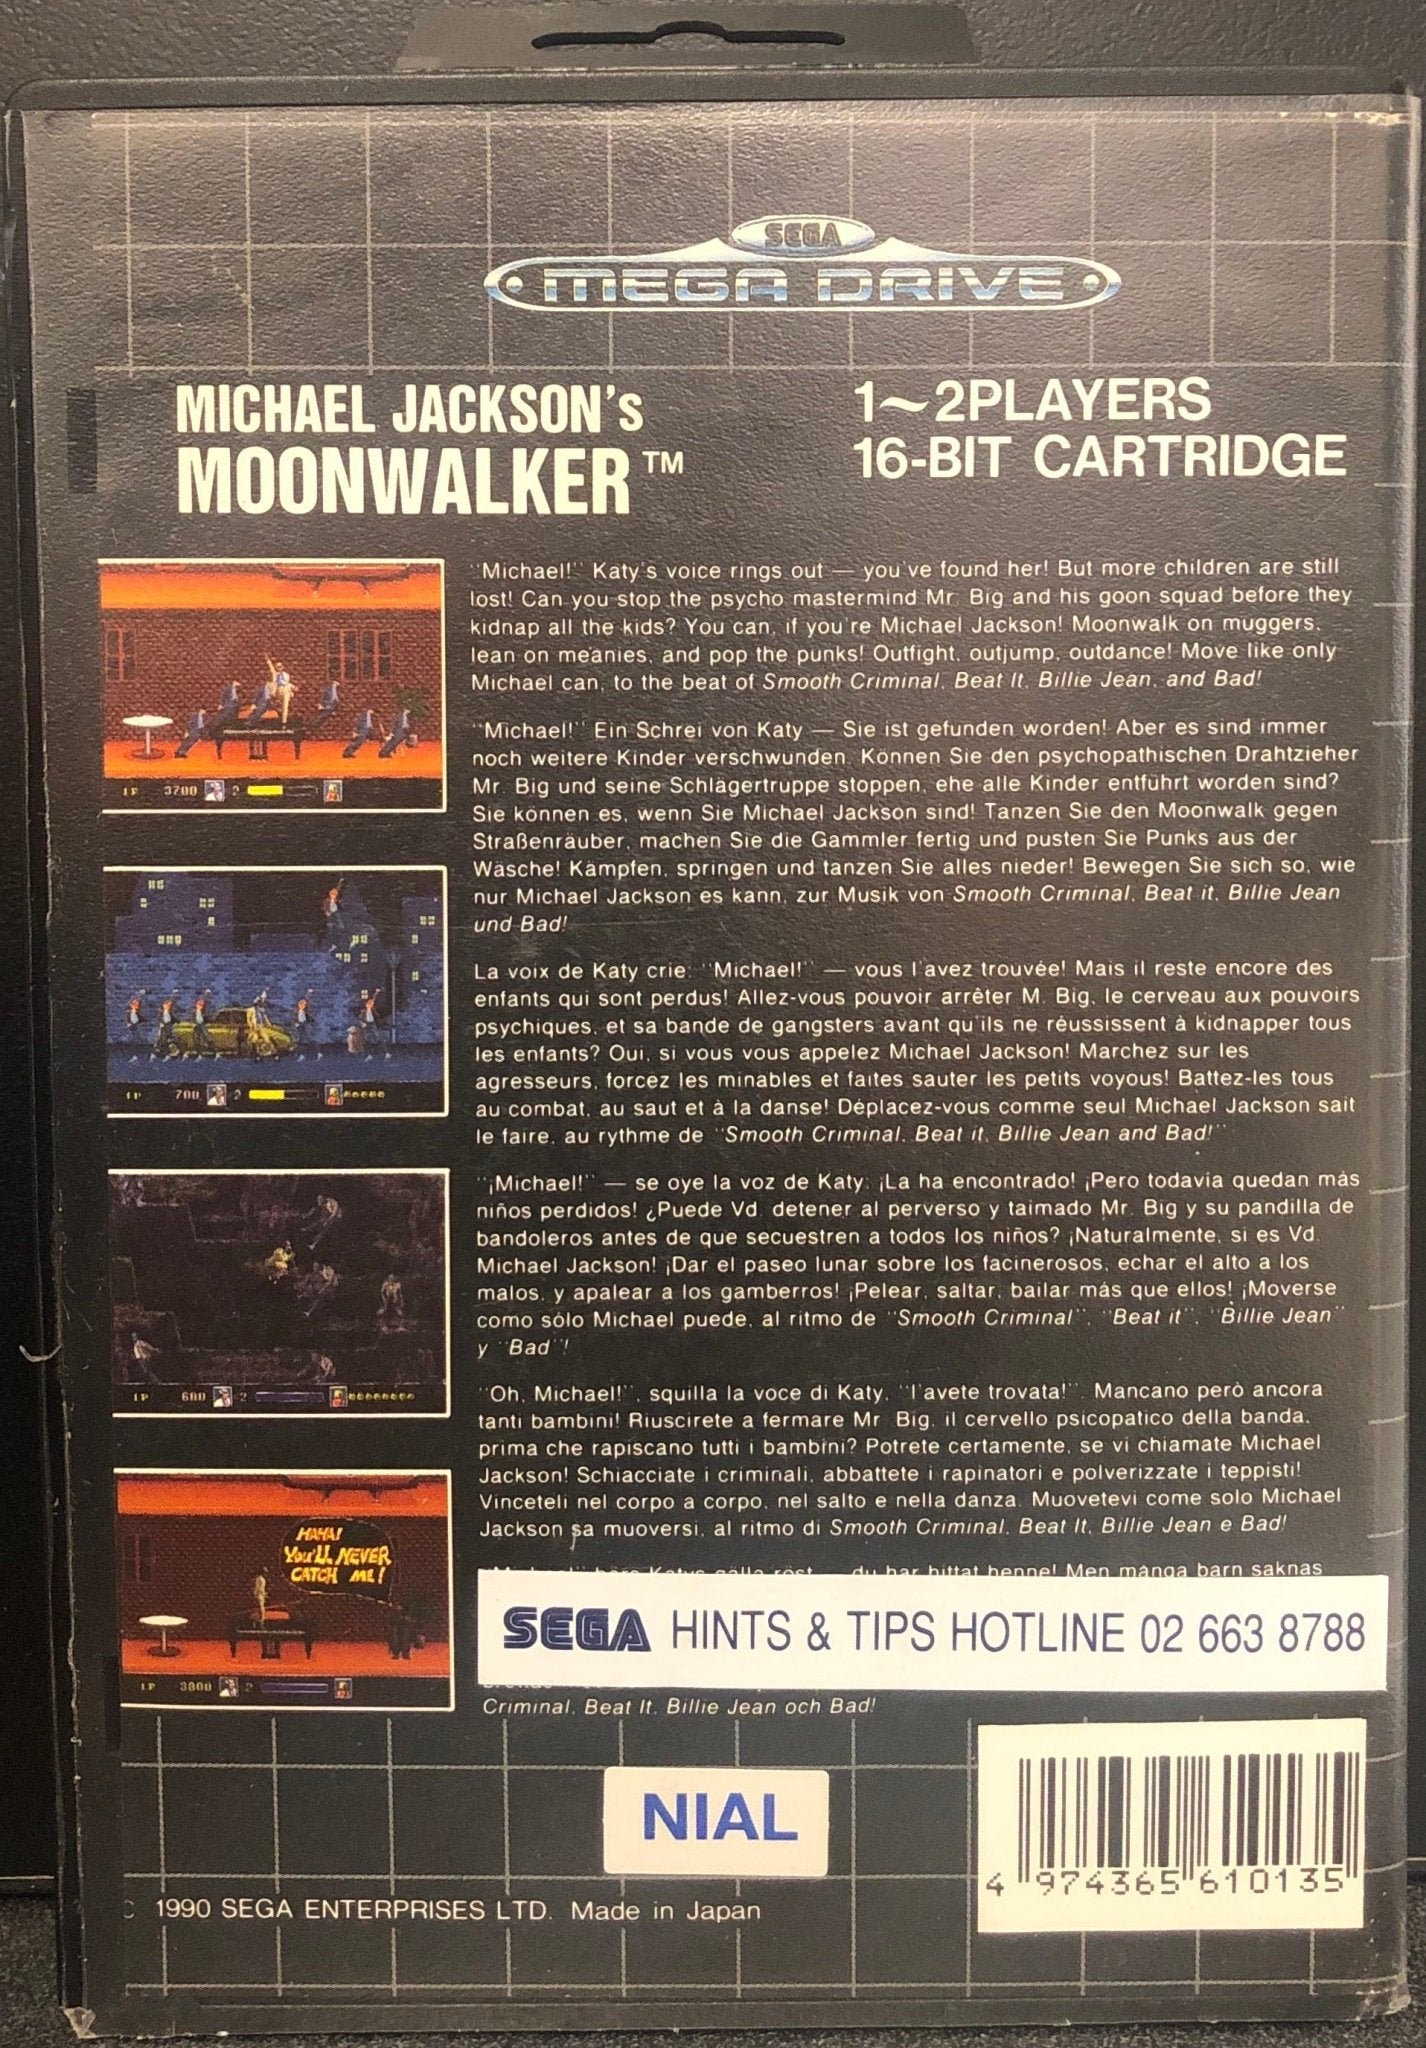 SEGA
MEGA DRIVE
MICHAEL JACKSON's
MOONWALKER™
1~2PLAYERS
16-BIT CARTRIDGE
"Michael!" Katy's voice rings out — you've found her! But more children are still
lost! Can you stop the psycho mastermind Mr. Big and his goon squad before they
kidnap all the kids? You can, if you're Michael Jackson! Moonwalk on muggers,
lean on meanies, and pop the punks! Outfight, outjump, outdance! Move like only
Michael can, to the beat of Smooth Criminal, Beat It, Billie Jean, and Bad!
"Michael!" Ein Schrei von Katy — Sie ist gefunden worden! Aber es sind immer
noch weitere Kinder verschwunden. Können Sie den psychopathischen Drahtzieher
Mr. Big und seine Schlägertruppe stoppen, ehe alle Kinder entführt worden sind?
Sie können es, wenn Sie Michael Jackson sind! Tanzen Sie den Moonwalk gegen
Straßenräuber, machen Sie die Gammler fertig und pusten Sie Punks aus der
Wäsche! Kämpfen, springen und tanzen Sie alles nieder! Bewegen Sie sich so, wie
nur Michael Jackson es kann, zur Musik von Smooth Criminal, Beat it, Billie Jean
und Bad!
La voix de Katy crie: "Michael!" — vous l'avez trouvée! Mais il reste encore des
enfants qui sont perdus! Allez-vous pouvoir arrêter M. Big, le cerveau aux pouvoirs
psychiques, et sa bande de gangsters avant qu'ils ne réussissent à kidnapper tous
les enfants? Oui, si vous vous appelez Michael Jackson! Marchez sur les
agresseurs, forcez les minables et faites sauter les petits voyous! Battez-les tous
au combat, au saut et à la danse! Déplacez-vous comme seul Michael Jackson sait
le faire, au rythme de "Smooth Criminal, Beat it, Billie Jean and Bad!"
"¡Michael!" — se oye la voz de Katy. ¡La ha encontrado! ¡Pero todavía quedan más
niños perdidos! ¿Puede Vd. detener al perverso y taimado Mr. Big y su pandilla de
bandoleros antes de que secuestren a todos los niños? ¡Naturalmente, si es Vd.
Michael Jackson! ¡Dar el paseo lunar sobre los facinerosos, echar el alto a los
malos, y apalear a los gamberros! ¡Pelear, saltar, bailar más que ellos! ¡Moverse
como sólo Michael puede, al ritmo de "Smooth Criminal", "Beat it", "Billie Jean"
y "Bad"!
"Oh, Michael!", squilla la voce di Katy, "l'avete trovata!". Mancano però ancora
tanti bambini! Riuscirete a fermare Mr. Big, il cervello psicopatico della banda,
prima che rapiscano tutti i bambini? Potrete certamente, se vi chiamate Michael
Jackson! Schiacciate i criminali, abbattete i rapinatori e polverizzate i teppisti!
Vinceteli nel corpo a corpo, nel salto e nella danza. Muovetevi come solo Michael
Jackson sa muoversi, al ritmo di Smooth Criminal, Beat It, Billie Jean e Bad!
du har hittat henne! Men många barn saknas
SEGA HINTS & TIPS HOTLINE 02 663 8788
Criminal, Beat It, Billie Jean och Bad!
1P 3700 2
1P 700 2
1P 600 2
HAHA!
YOU'LL NEVER
CATCH ME!
1P 3800 2
NIAL
4 974365 610135
1990 SEGA ENTERPRISES LTD. Made in Japan